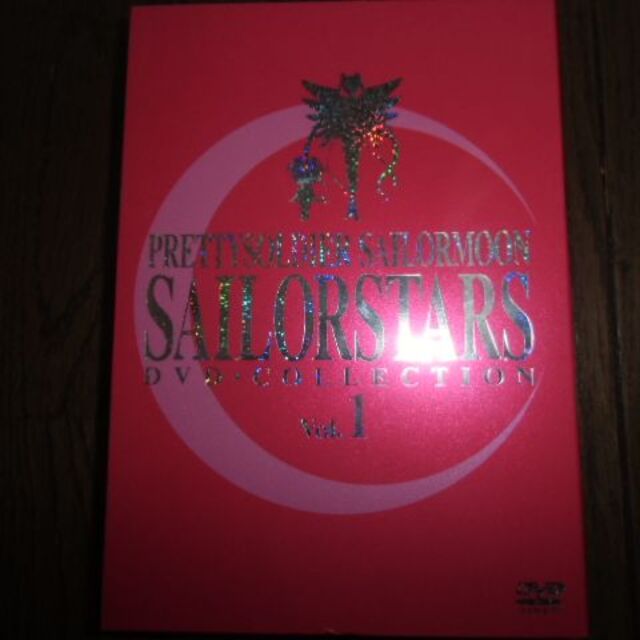 PRETTYSOLDIER SAILORMOON
SAILORSTARS
DVD・COLLECTION
Vol. 1